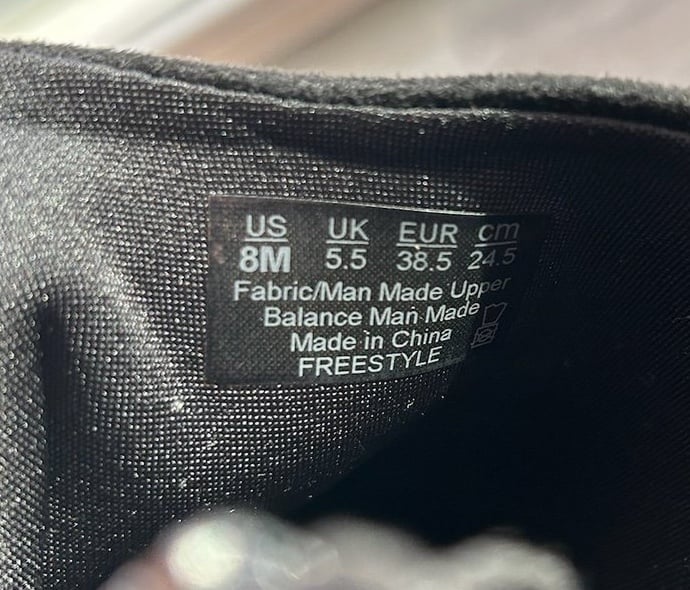 US UK EUR cm
8M 5.5 38.5 24.5
Fabric/Man Made Upper
Balance Man Made
Made in China
FREESTYLE